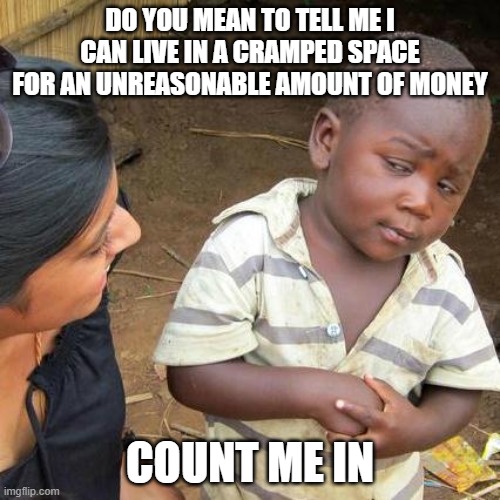 DO YOU MEAN TO TELL ME I
CAN LIVE IN A CRAMPED SPACE
FOR AN UNREASONABLE AMOUNT OF MONEY
COUNT ME IN
imgflip.com